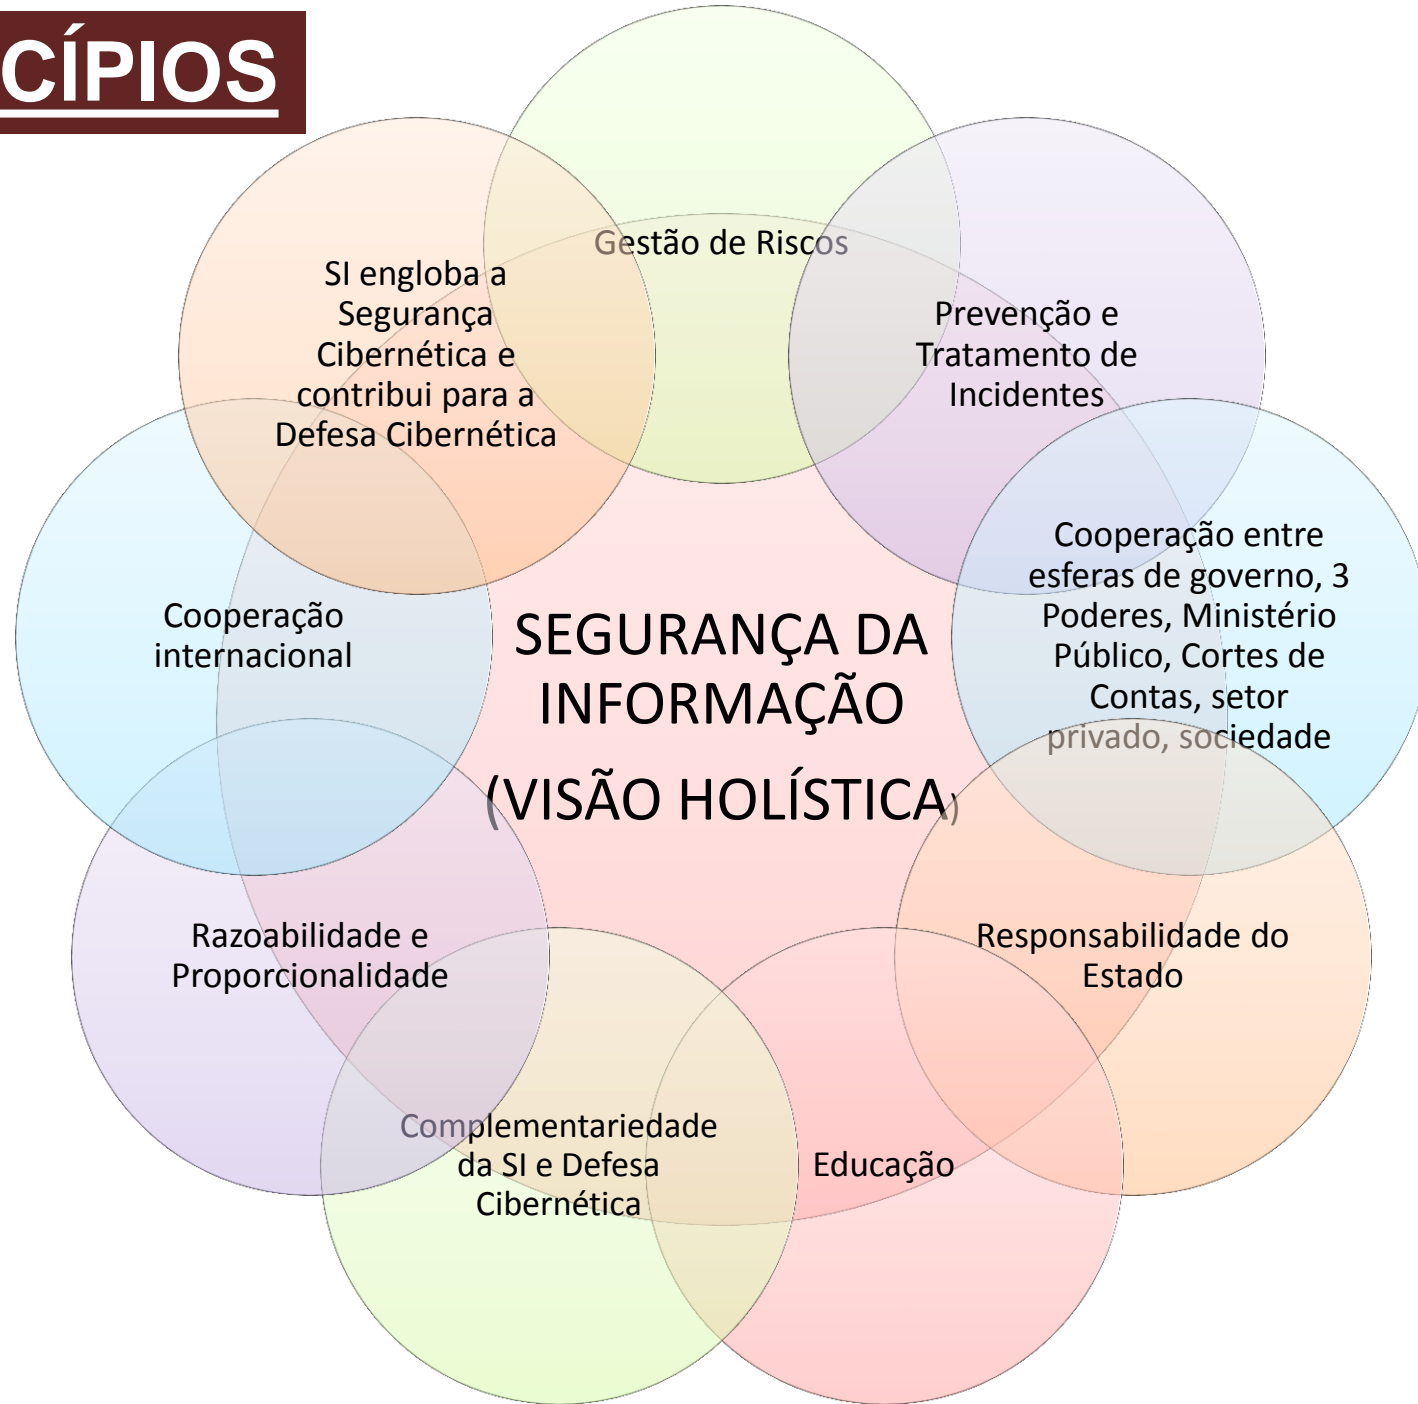 CÍPIOS
Gestão de Riscos
Prevenção e
Tratamento de
Incidentes
Cooperação entre
esferas de governo, 3
Poderes, Ministério
Público, Cortes de
Contas, setor
privado, sociedade
Responsabilidade do
Estado
Educação
Complementariedade
da SI e Defesa
Cibernética
Razoabilidade e
Proporcionalidade
Cooperação
internacional
SI engloba a
Segurança
Cibernética e
contribui para a
Defesa Cibernética
SEGURANÇA DA
INFORMAÇÃO
(VISÃO HOLÍSTICA)